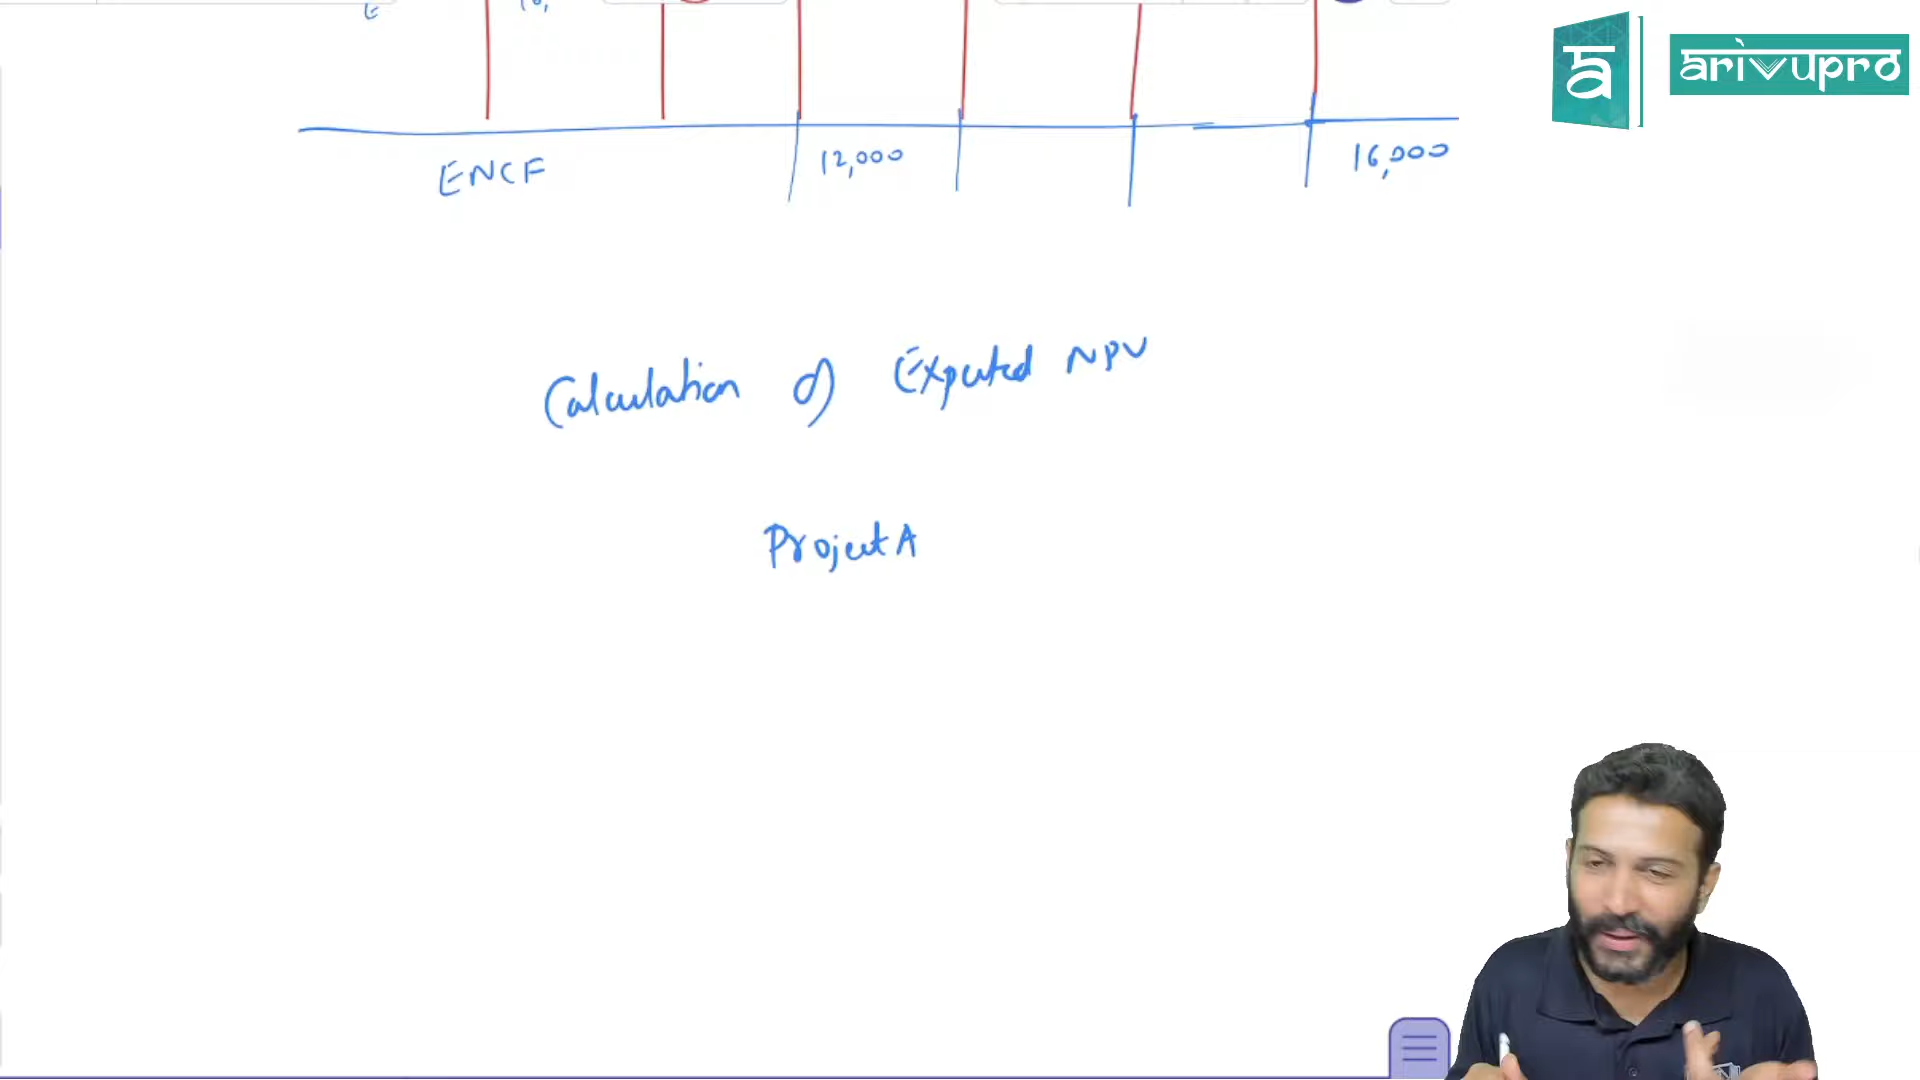 ā arivupro
ENCF 12,000 16,000
Calculation of Expected NPV
Project A